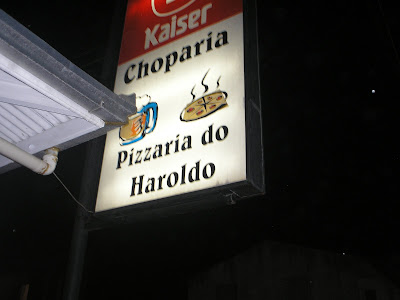 Kaiser
Choparia
Pizzaria do
Haroldo